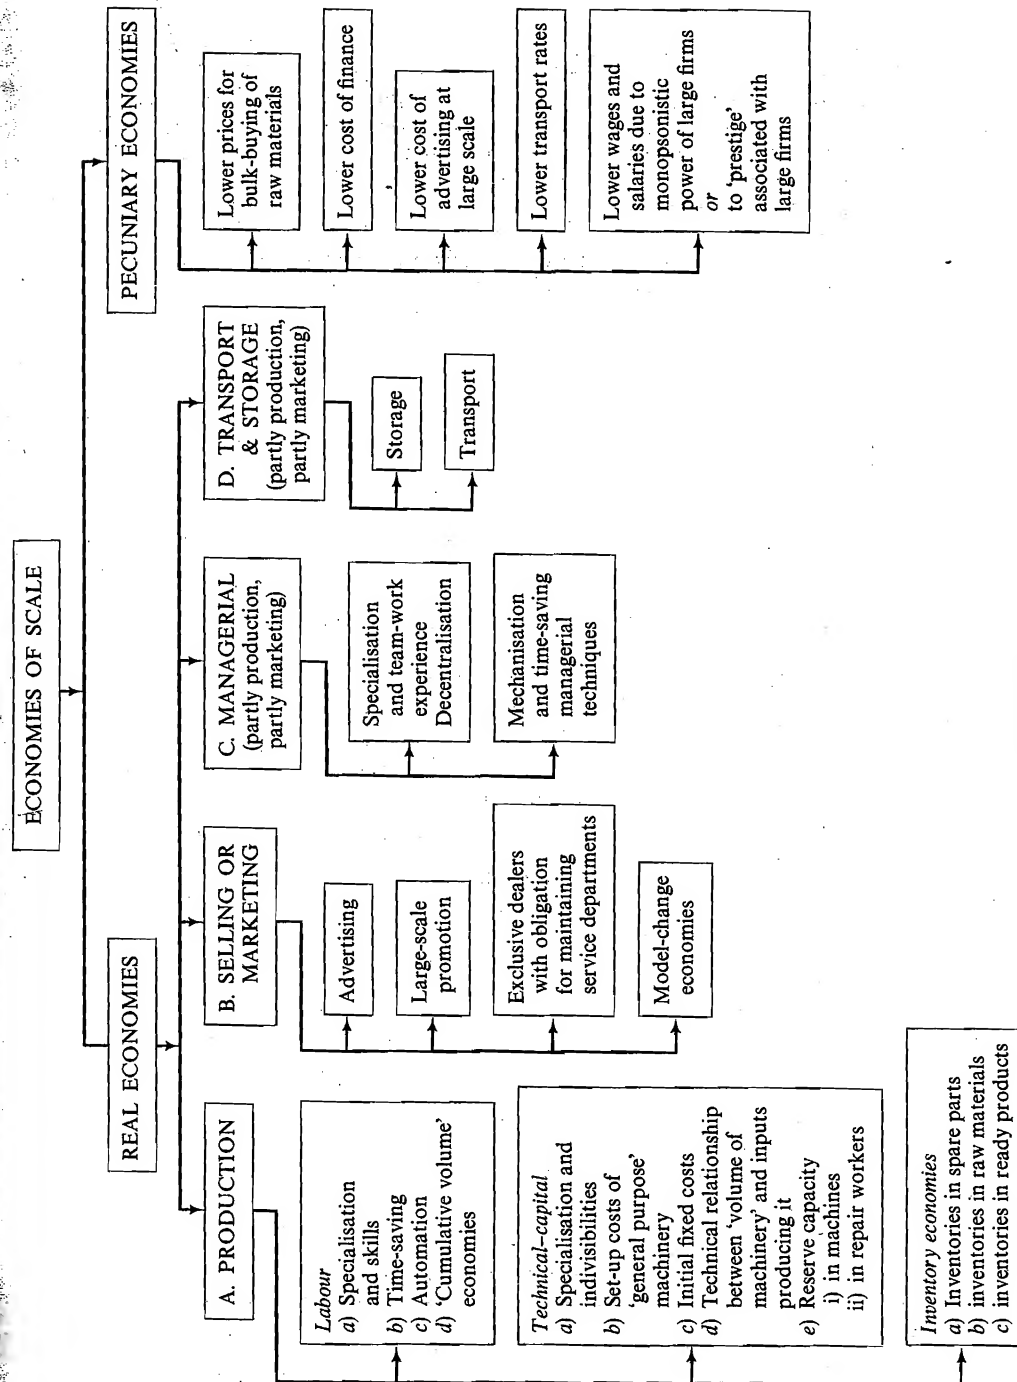 ECONOMIES OF SCALE
REAL ECONOMIES
PECUNIARY ECONOMIES
A. PRODUCTION
B. SELLING OR
MARKETING
C. MANAGERIAL
(partly production,
partly marketing)
D. TRANSPORT
& STORAGE
(partly production,
partly marketing)
Labour
a) Specialisation
and skills
b) Time-saving
c) Automation
d) ‘Cumulative volume’
economies
Technical–capital
a) Specialisation and
indivisibilities
b) Set-up costs of
‘general purpose’
machinery
c) Initial fixed costs
d) Technical relationship
between ‘volume of
machinery’ and inputs
producing it
e) Reserve capacity
i) in machines
ii) in repair workers
Inventory economies
a) Inventories in spare parts
b) inventories in raw materials
c) inventories in ready products
Advertising
Large-scale
promotion
Exclusive dealers
with obligation
for maintaining
service departments
Model-change
economies
Specialisation
and team-work
experience
Decentralisation
Mechanisation
and time-saving
managerial
techniques
Storage
Transport
Lower prices for
bulk-buying of
raw materials
Lower cost of finance
Lower cost of
advertising at
large scale
Lower transport rates
Lower wages and
salaries due to
monopsonistic
power of large firms
or
to ‘prestige’
associated with
large firms